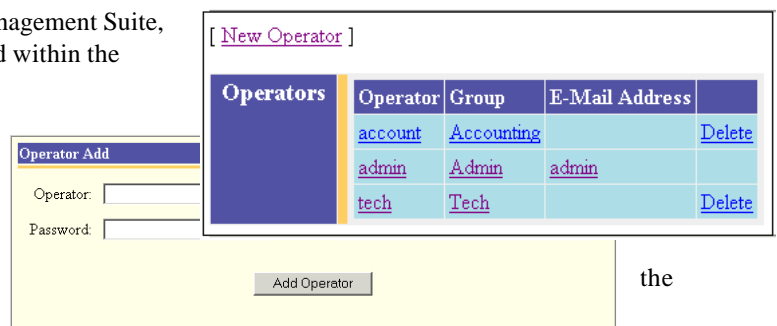 nagement Suite,
d within the
[ New Operator ]
Operators
Operator Group E-Mail Address
account Accounting Delete
admin Admin admin
tech Tech Delete
Operator Add
Operator:
Password:
Add Operator
the